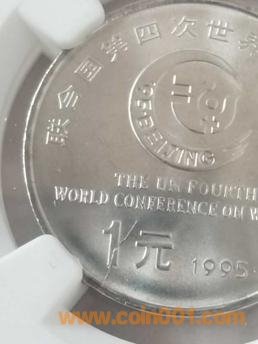 联合国第四次世界
95BEIJING
THE UN FOURTH
WORLD CONFERENCE ON W
1元 1995
www.coin001.com